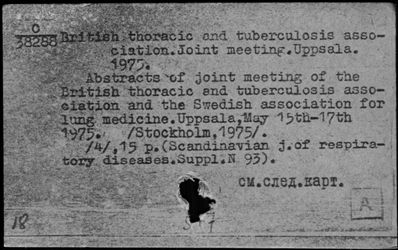 О
38288
British thoracic and tuberculosis asso-
ciation.Joint meeting.Uppsala.
1975.
Abstracts of joint meeting of the
British thoracic and tuberculosis asso-
ciation and the Swedish association for
lung medicine.Uppsala,May 15th-17th
1975. /Stockholm,1975/.
/4/,15 p.(Scandinavian j.of respira-
tory diseases.Suppl.N 93).
см.след.карт.
А
18